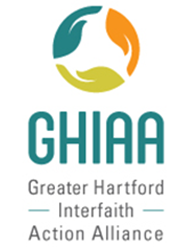 GHIAA
Greater Hartford
Interfaith
Action Alliance